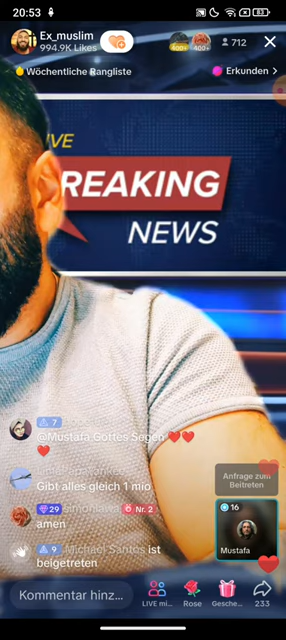 20:53
83
Ex_muslim
994.9K Likes
400+
400+
712
Wöchentliche Rangliste
Erkunden >
LIVE
BREAKING
NEWS
7
@Mustafa Gottes Segen
Gibt alles gleich 1 mio
29
Nr. 2
amen
9 Michael Santos ist
beigetreten
Anfrage zum
Beitreten
16
Mustafa
Kommentar hinz...
LIVE mi...
Rose
Gesche...
233